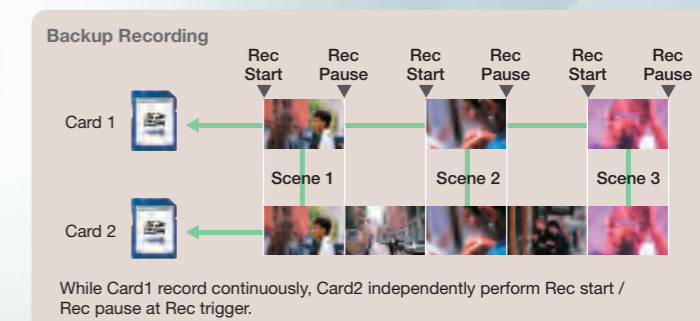 Backup Recording
Rec Start
Rec Pause
Rec Start
Rec Pause
Rec Start
Rec Pause
Card 1
Scene 1
Scene 2
Scene 3
Card 2
While Card1 record continuously, Card2 independently perform Rec start /
Rec pause at Rec trigger.